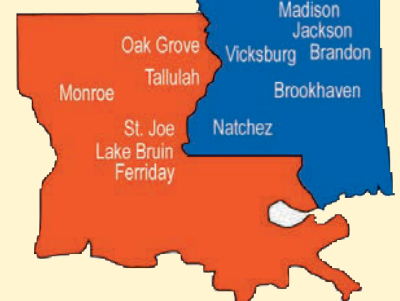 Madison
Jackson
Oak Grove
Vicksburg
Brandon
Tallulah
Monroe
Brookhaven
St. Joe
Natchez
Lake Bruin
Ferriday